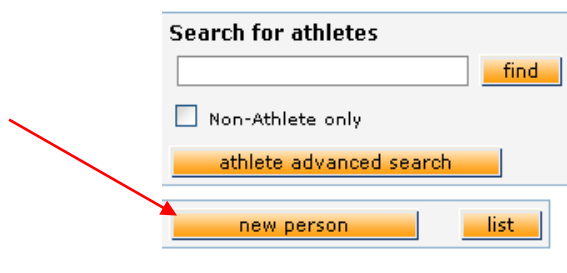 Search for athletes
find
Non-Athlete only
athlete advanced search
new person list